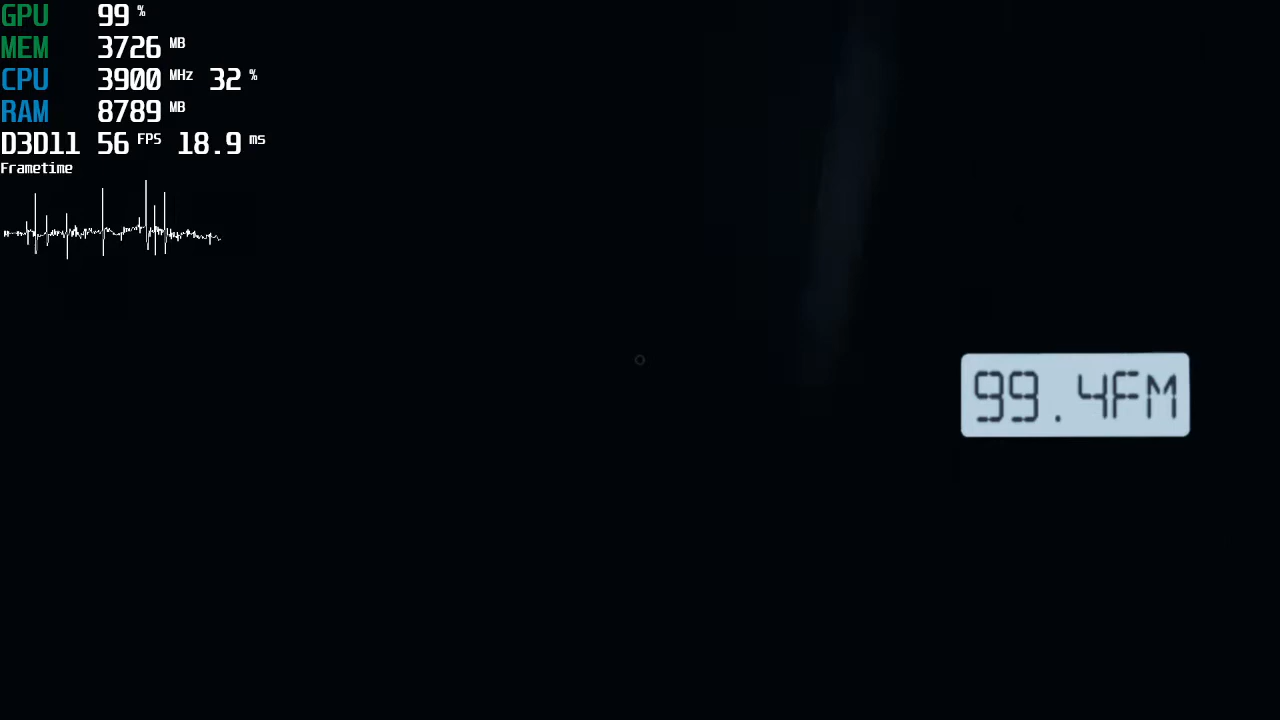 GPU 99 %
MEM 3726 MB
CPU 3900 MHz 32 %
RAM 8789 MB
D3D11 56 FPS 18.9 ms
Frametime
99.4FM